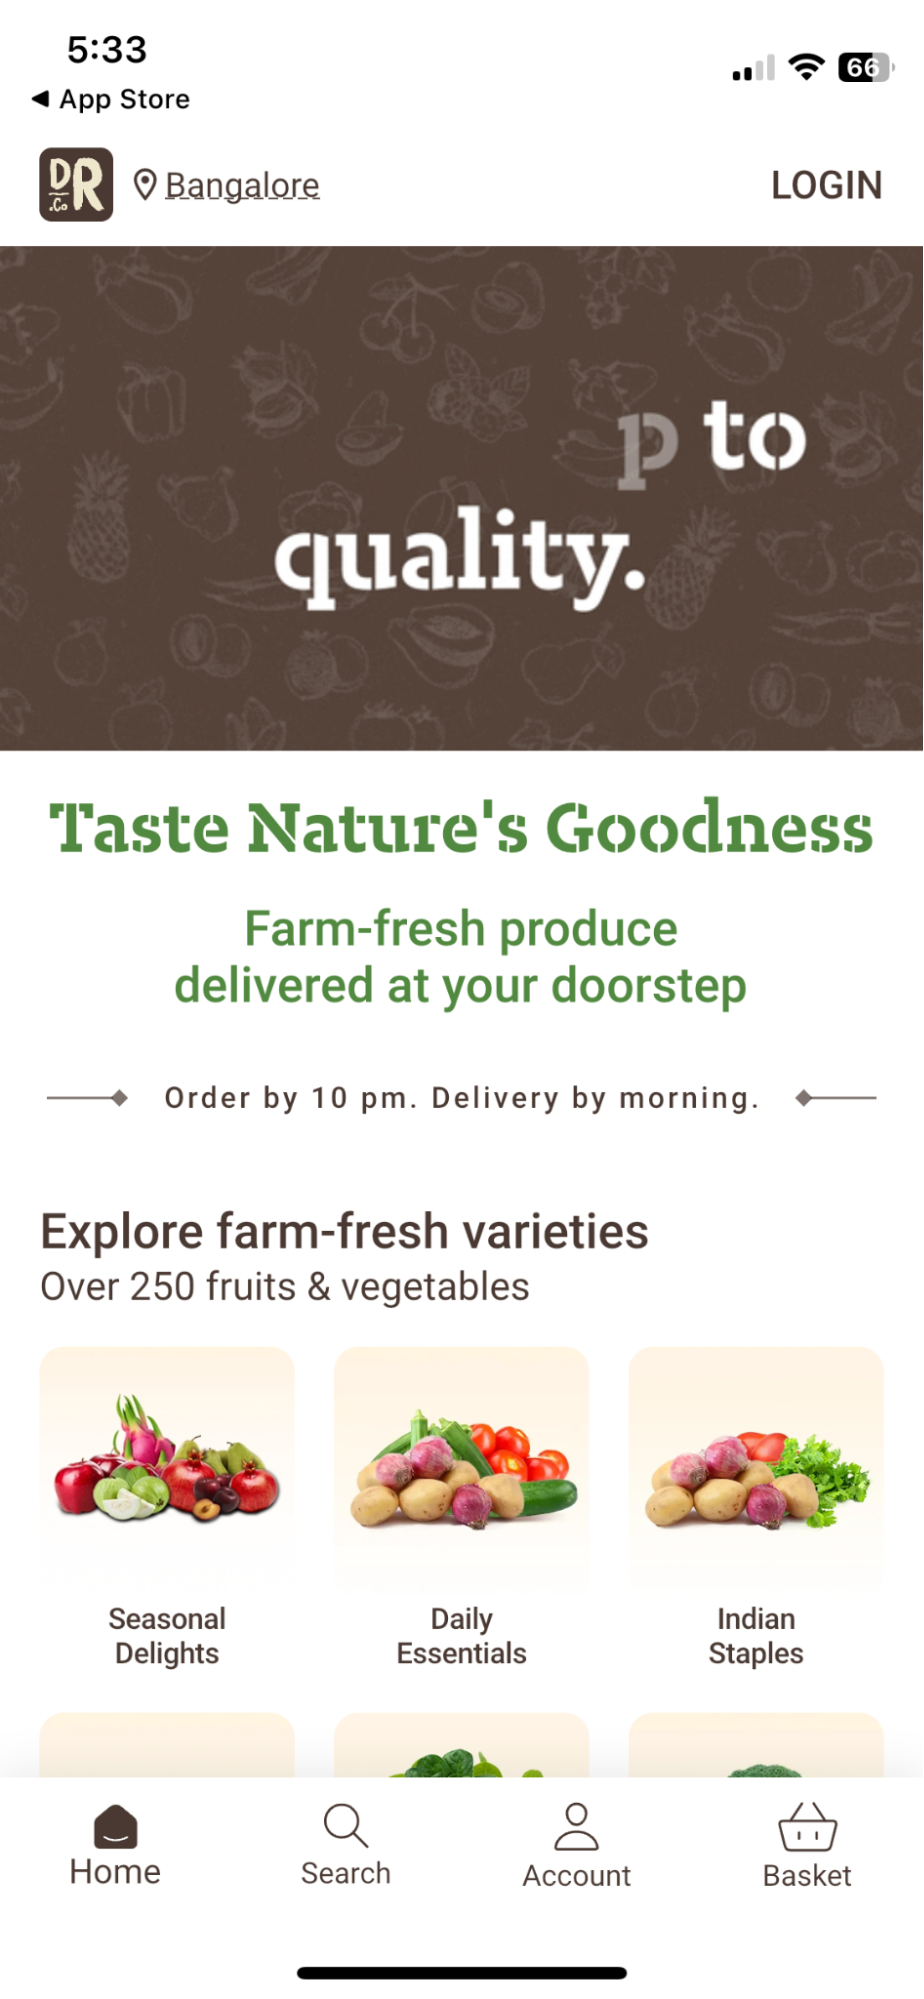 5:33
66
◀ App Store
DR
.Co
Bangalore
LOGIN
p to
quality.
Taste Nature's Goodness
Farm-fresh produce
delivered at your doorstep
Order by 10 pm. Delivery by morning.
Explore farm-fresh varieties
Over 250 fruits & vegetables
Seasonal
Delights
Daily
Essentials
Indian
Staples
Home
Search
Account
Basket